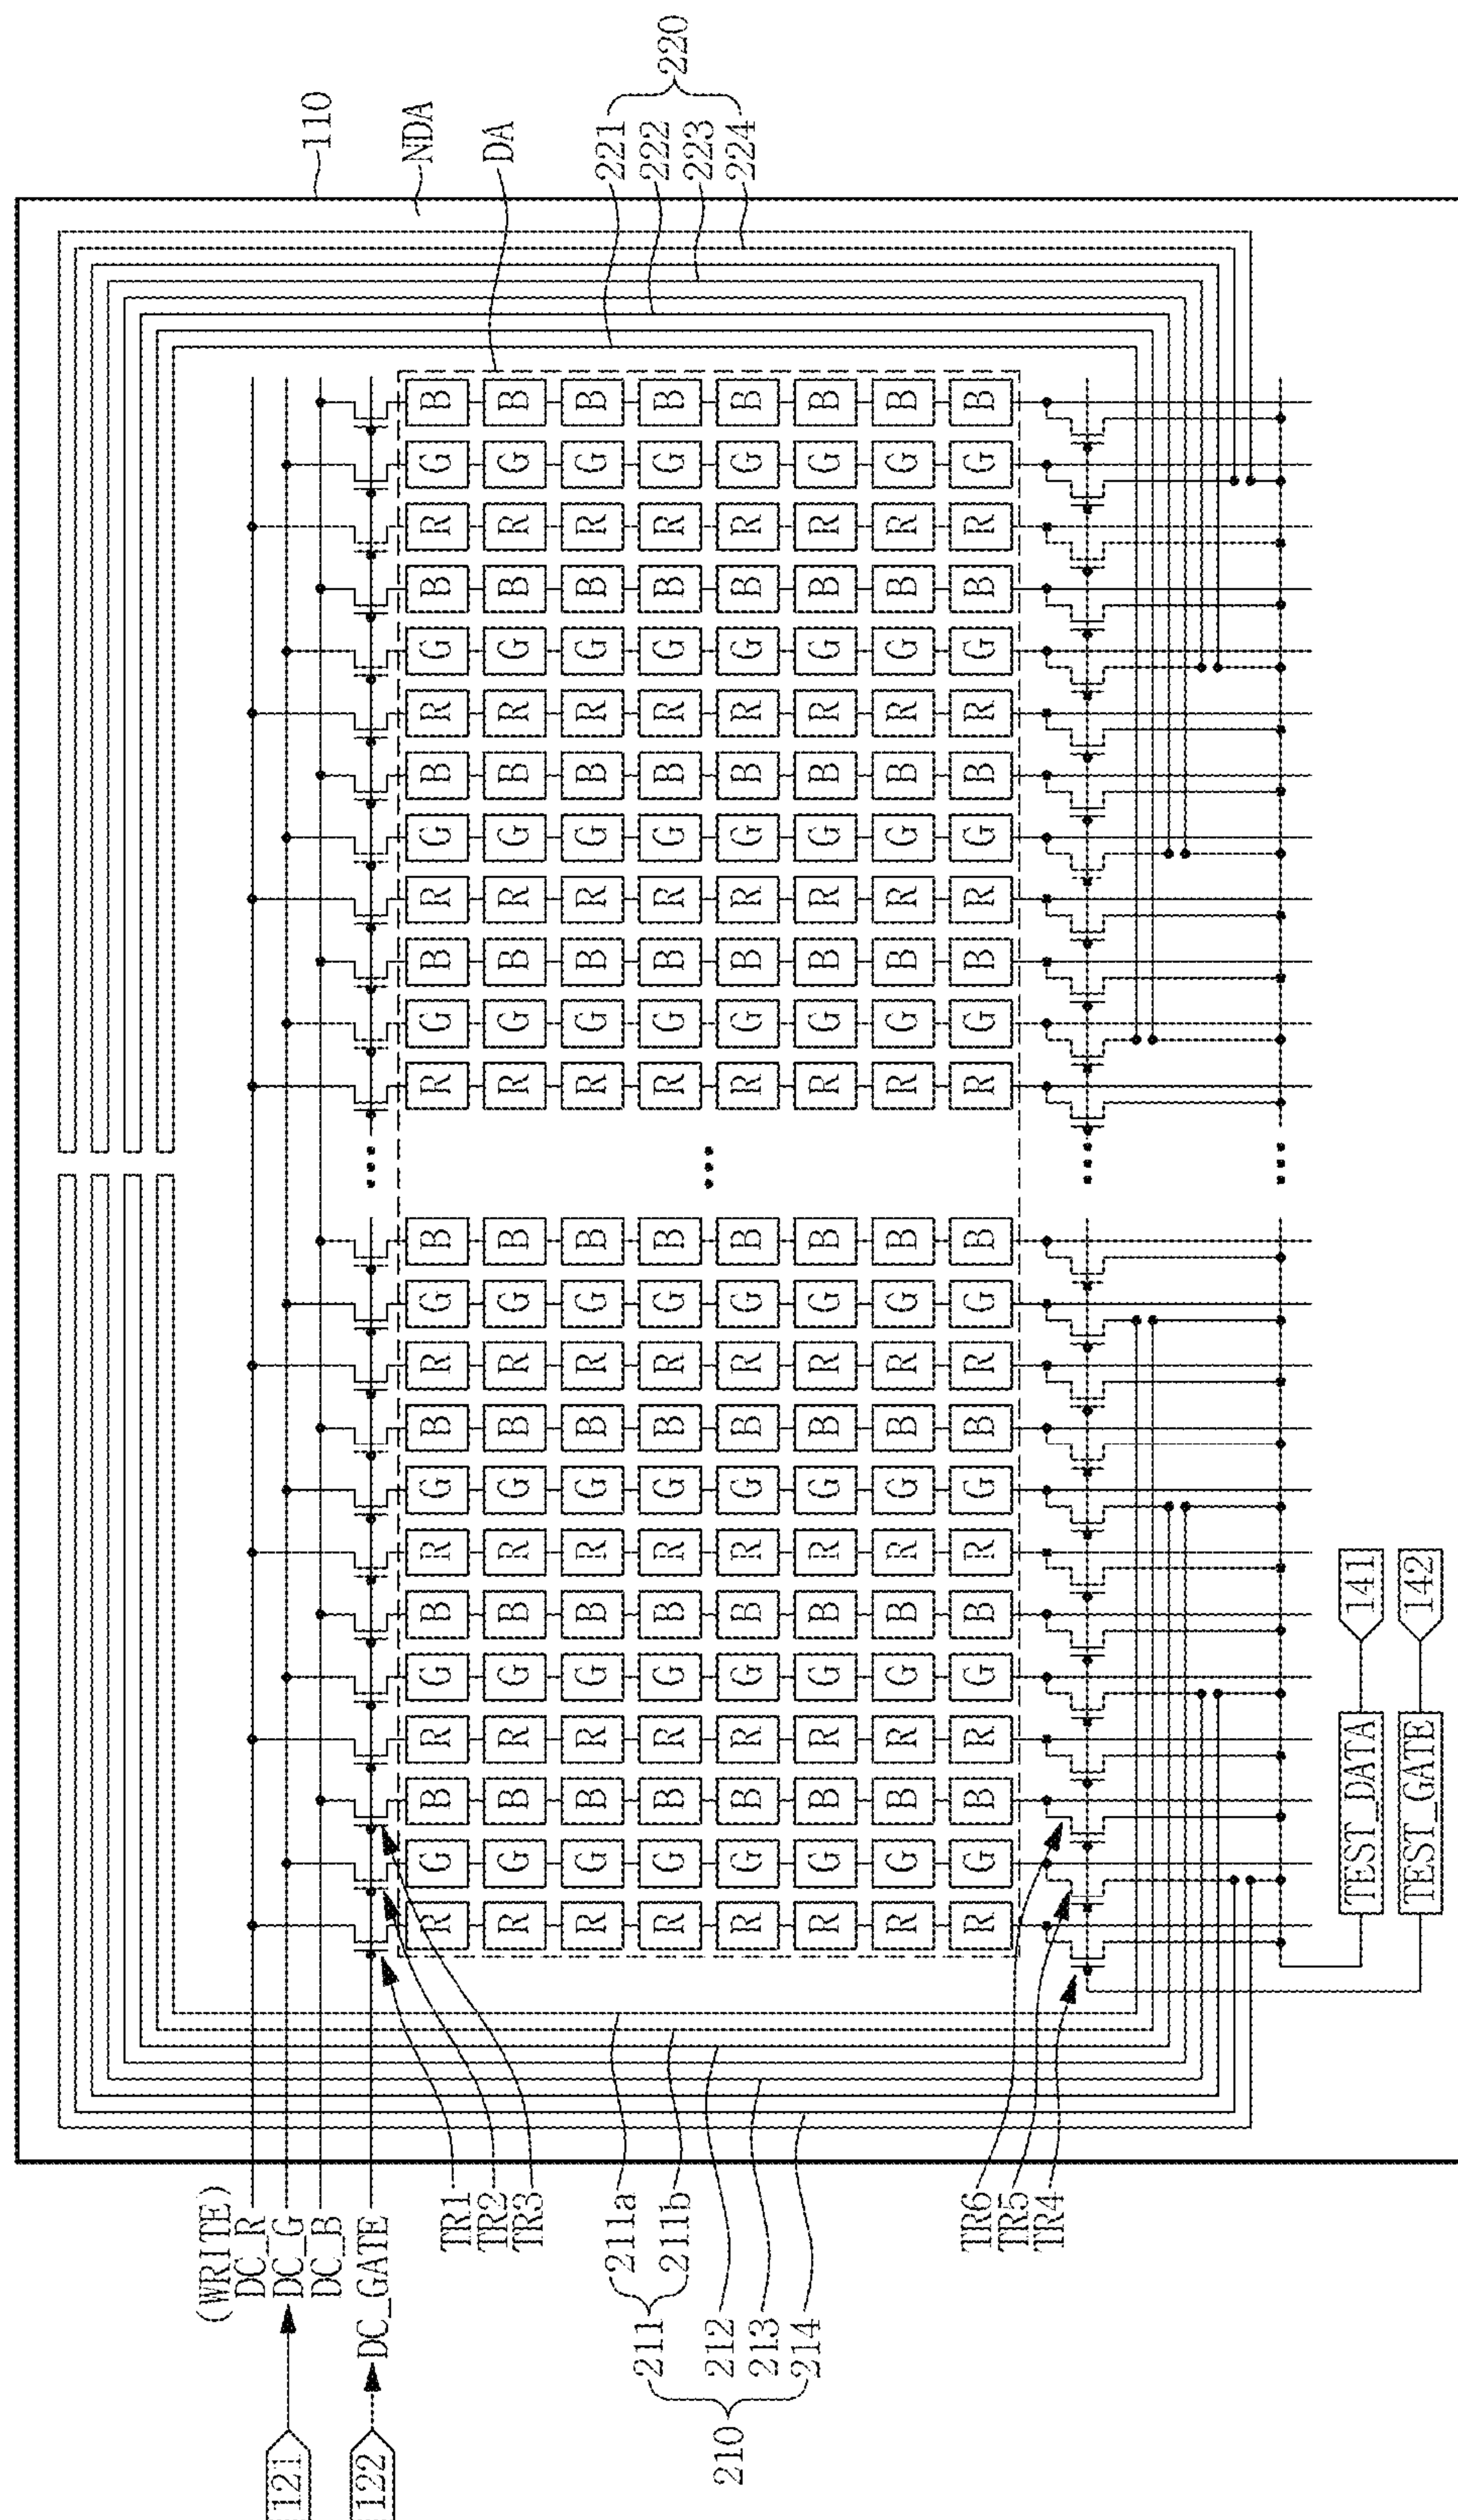 (WRITE)
DC_R
121 DC_G
DC_B
122 DC_GATE
110
NDA
DA
TR1
TR2
TR3
210
211
211a
211b
212
213
214
TR6
TR5
TR4
R G B R G B R G B R G B ... R G B R G B R G B R G B
R G B R G B R G B R G B R G B R G B R G B R G B
R G B R G B R G B R G B R G B R G B R G B R G B
R G B R G B R G B R G B R G B R G B R G B R G B
R G B R G B R G B R G B ... R G B R G B R G B R G B
R G B R G B R G B R G B R G B R G B R G B R G B
R G B R G B R G B R G B R G B R G B R G B R G B
R G B R G B R G B R G B R G B R G B R G B R G B
221
222
223
224
220
TEST_DATA 141
TEST_GATE 142